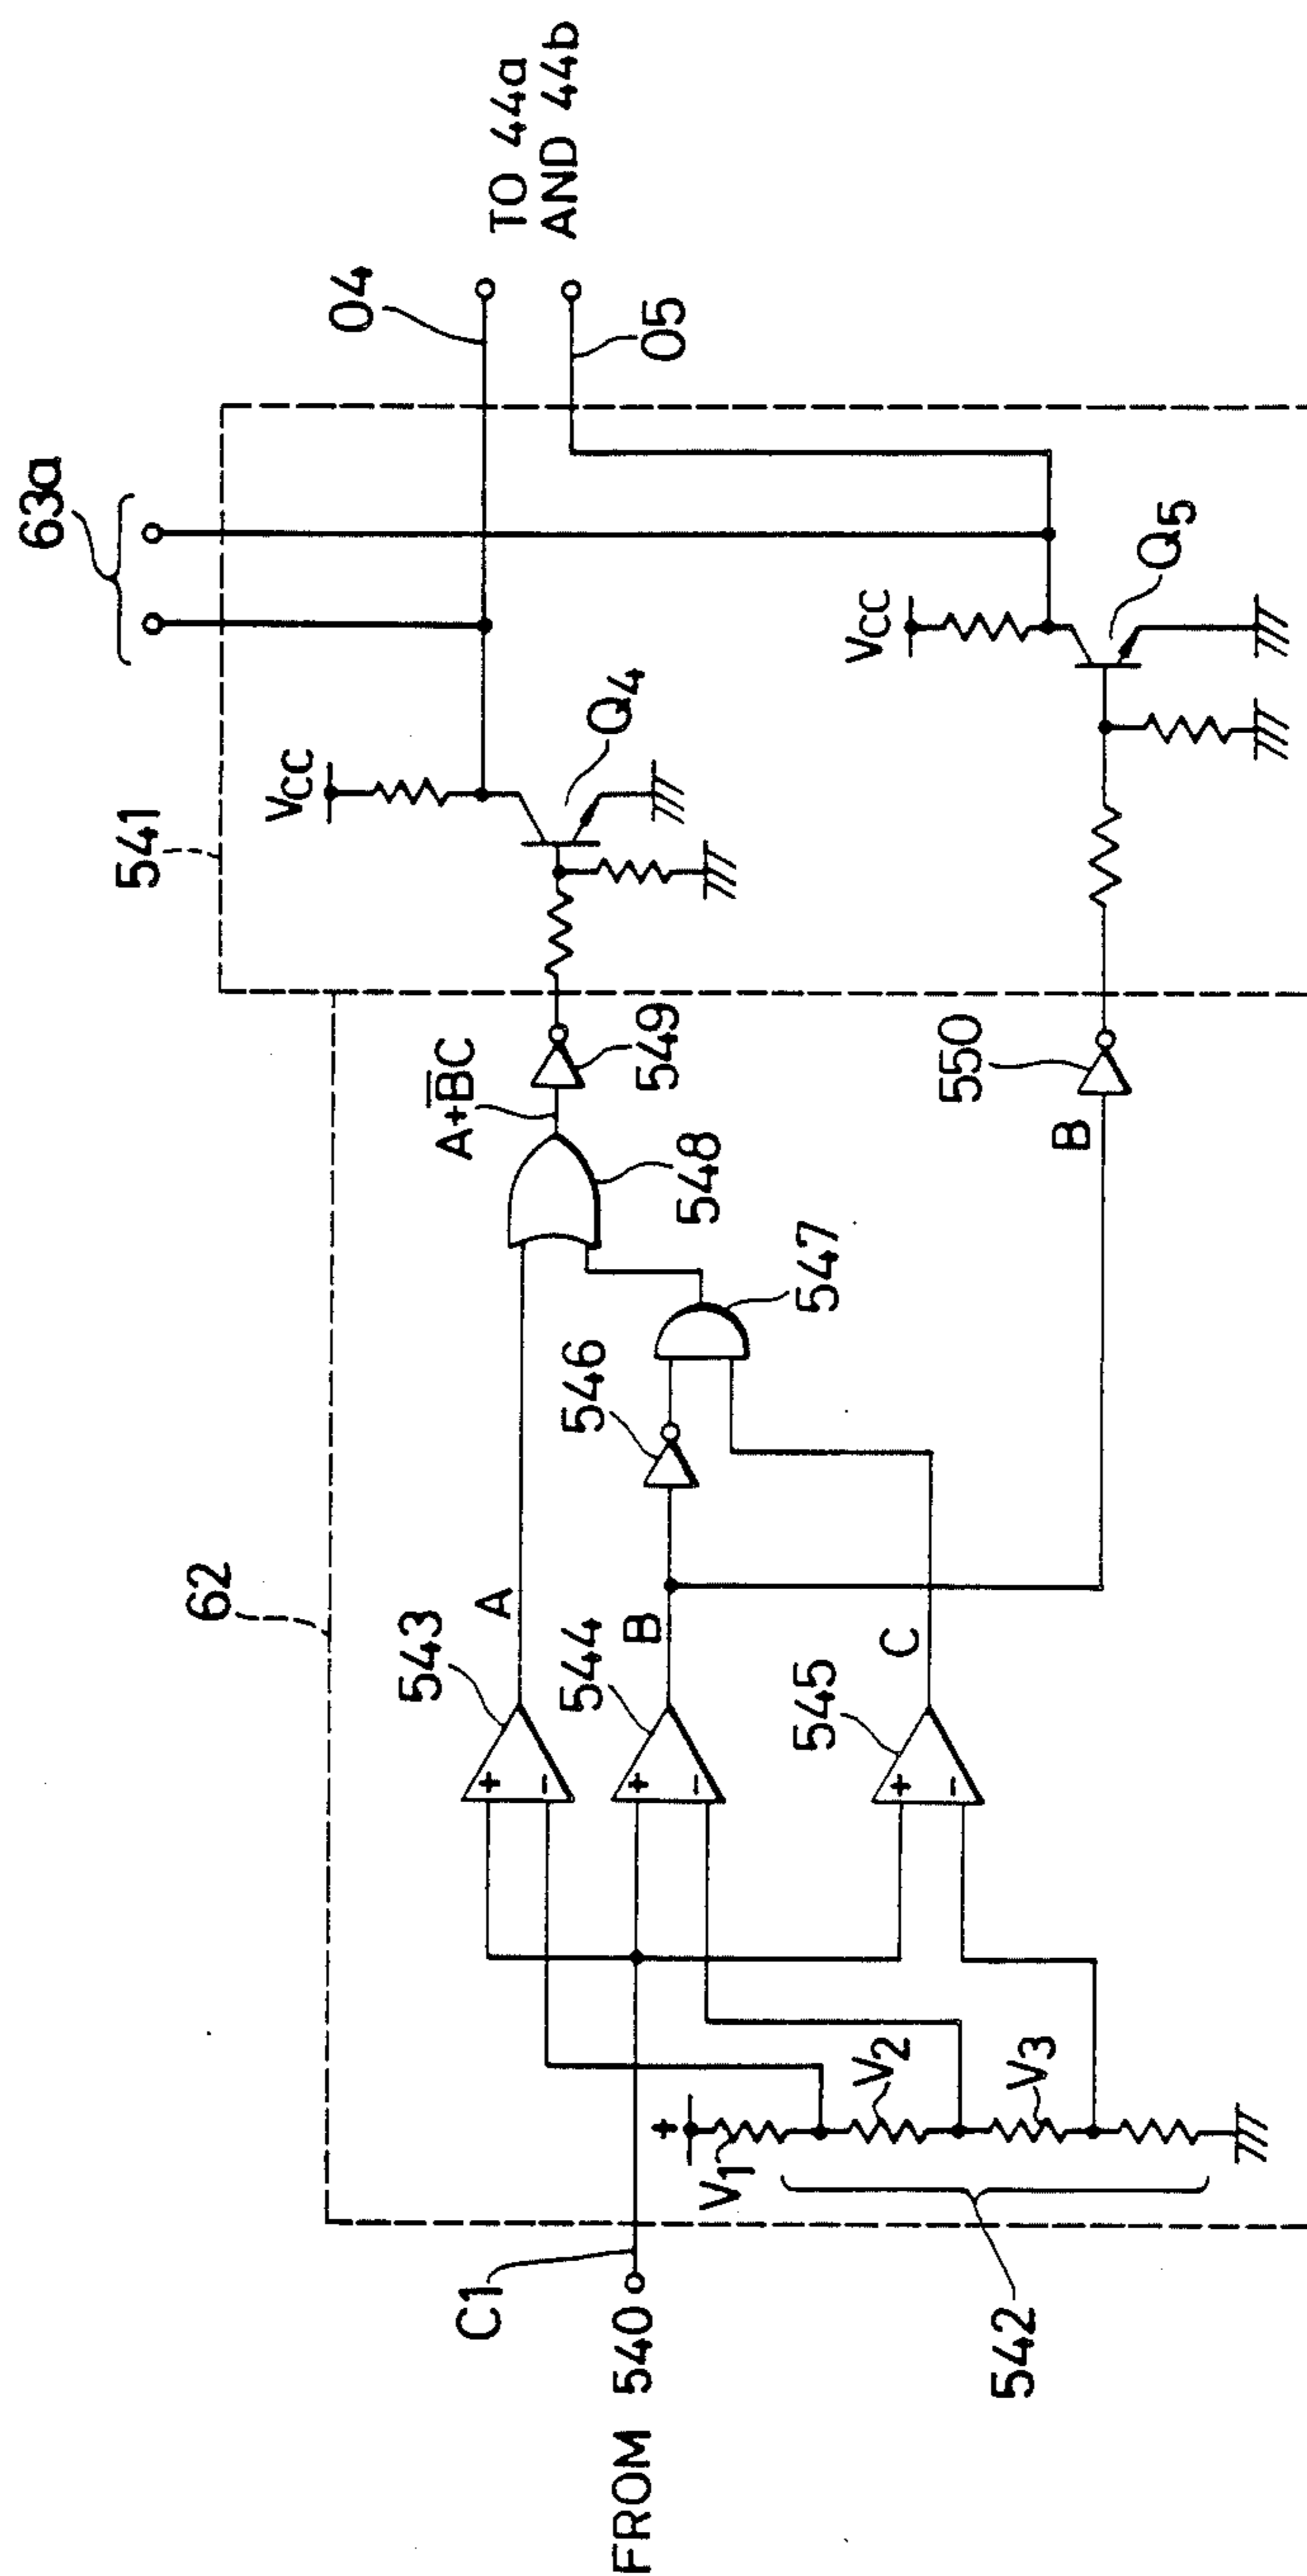 63a
04
TO 44a
AND 44b
05
541
VCC
Q4
VCC
Q5
62
A+B̅C
549
548
547
546
550
B
543
A
544
B
545
C
C1
FROM 540
+
-
+
-
+
-
+
V1
V2
V3
542